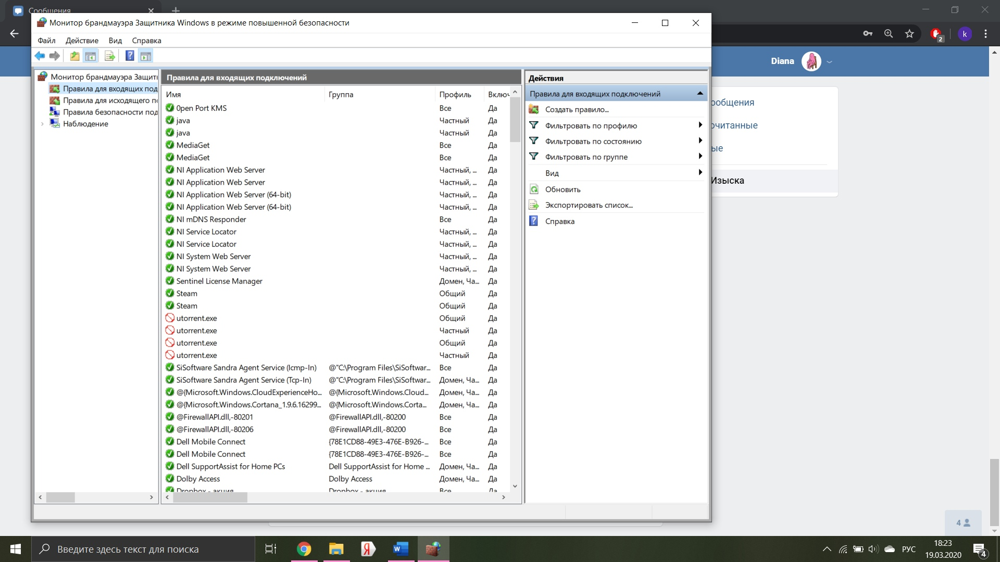 Сообщения
Монитор брандмауэра Защитника Windows в режиме повышенной безопасности
Файл Действие Вид Справка
2
k
Diana
Монитор брандмауэра Защит
Правила для входящих под
Правила для исходящего по
Правила безопасности под
Наблюдение
Правила для входящих подключений
Имя Группа Профиль Включ
0pen Port KMS Все Да
java Частный Да
java Частный Да
MediaGet Все Да
MediaGet Все Да
NI Application Web Server Частный, ... Да
NI Application Web Server Частный, ... Да
NI Application Web Server (64-bit) Частный, ... Да
NI Application Web Server (64-bit) Частный, ... Да
NI mDNS Responder Все Да
NI Service Locator Частный, ... Да
NI Service Locator Частный, ... Да
NI System Web Server Частный, ... Да
NI System Web Server Частный, ... Да
Sentinel License Manager Домен, Ча... Да
Steam Общий Да
Steam Общий Да
utorrent.exe Общий Да
utorrent.exe Частный Да
utorrent.exe Общий Да
utorrent.exe Частный Да
SiSoftware Sandra Agent Service (Icmp-In) @"C:\Program Files\SiSoftwar... Все Да
SiSoftware Sandra Agent Service (Tcp-In) @"C:\Program Files\SiSoftwar... Домен, Ча... Да
@{Microsoft.Windows.CloudExperienceHo... @{Microsoft.Windows.Cloud... Домен, Ча... Да
@{Microsoft.Windows.Cortana_1.9.6.16299... @{Microsoft.Windows.Corta... Домен, Ча... Да
@FirewallAPI.dll,-80201 @FirewallAPI.dll,-80200 Все Да
@FirewallAPI.dll,-80206 @FirewallAPI.dll,-80200 Все Да
Dell Mobile Connect {78E1CD88-49E3-476E-B926-... Все Да
Dell Mobile Connect {78E1CD88-49E3-476E-B926-... Все Да
Dell SupportAssist for Home PCs Dell SupportAssist for Home ... Домен, Ча... Да
Dolby Access Dolby Access Домен, Ча... Да
Dropbox - акция Dropbox - акция Все Да
Действия
Правила для входящих подключений
Создать правило...
Фильтровать по профилю
Фильтровать по состоянию
Фильтровать по группе
Вид
Обновить
Экспортировать список...
Справка
ообщения
очитанные
ые
Изыска
4
Введите здесь текст для поиска
РУС
18:23
19.03.2020
4